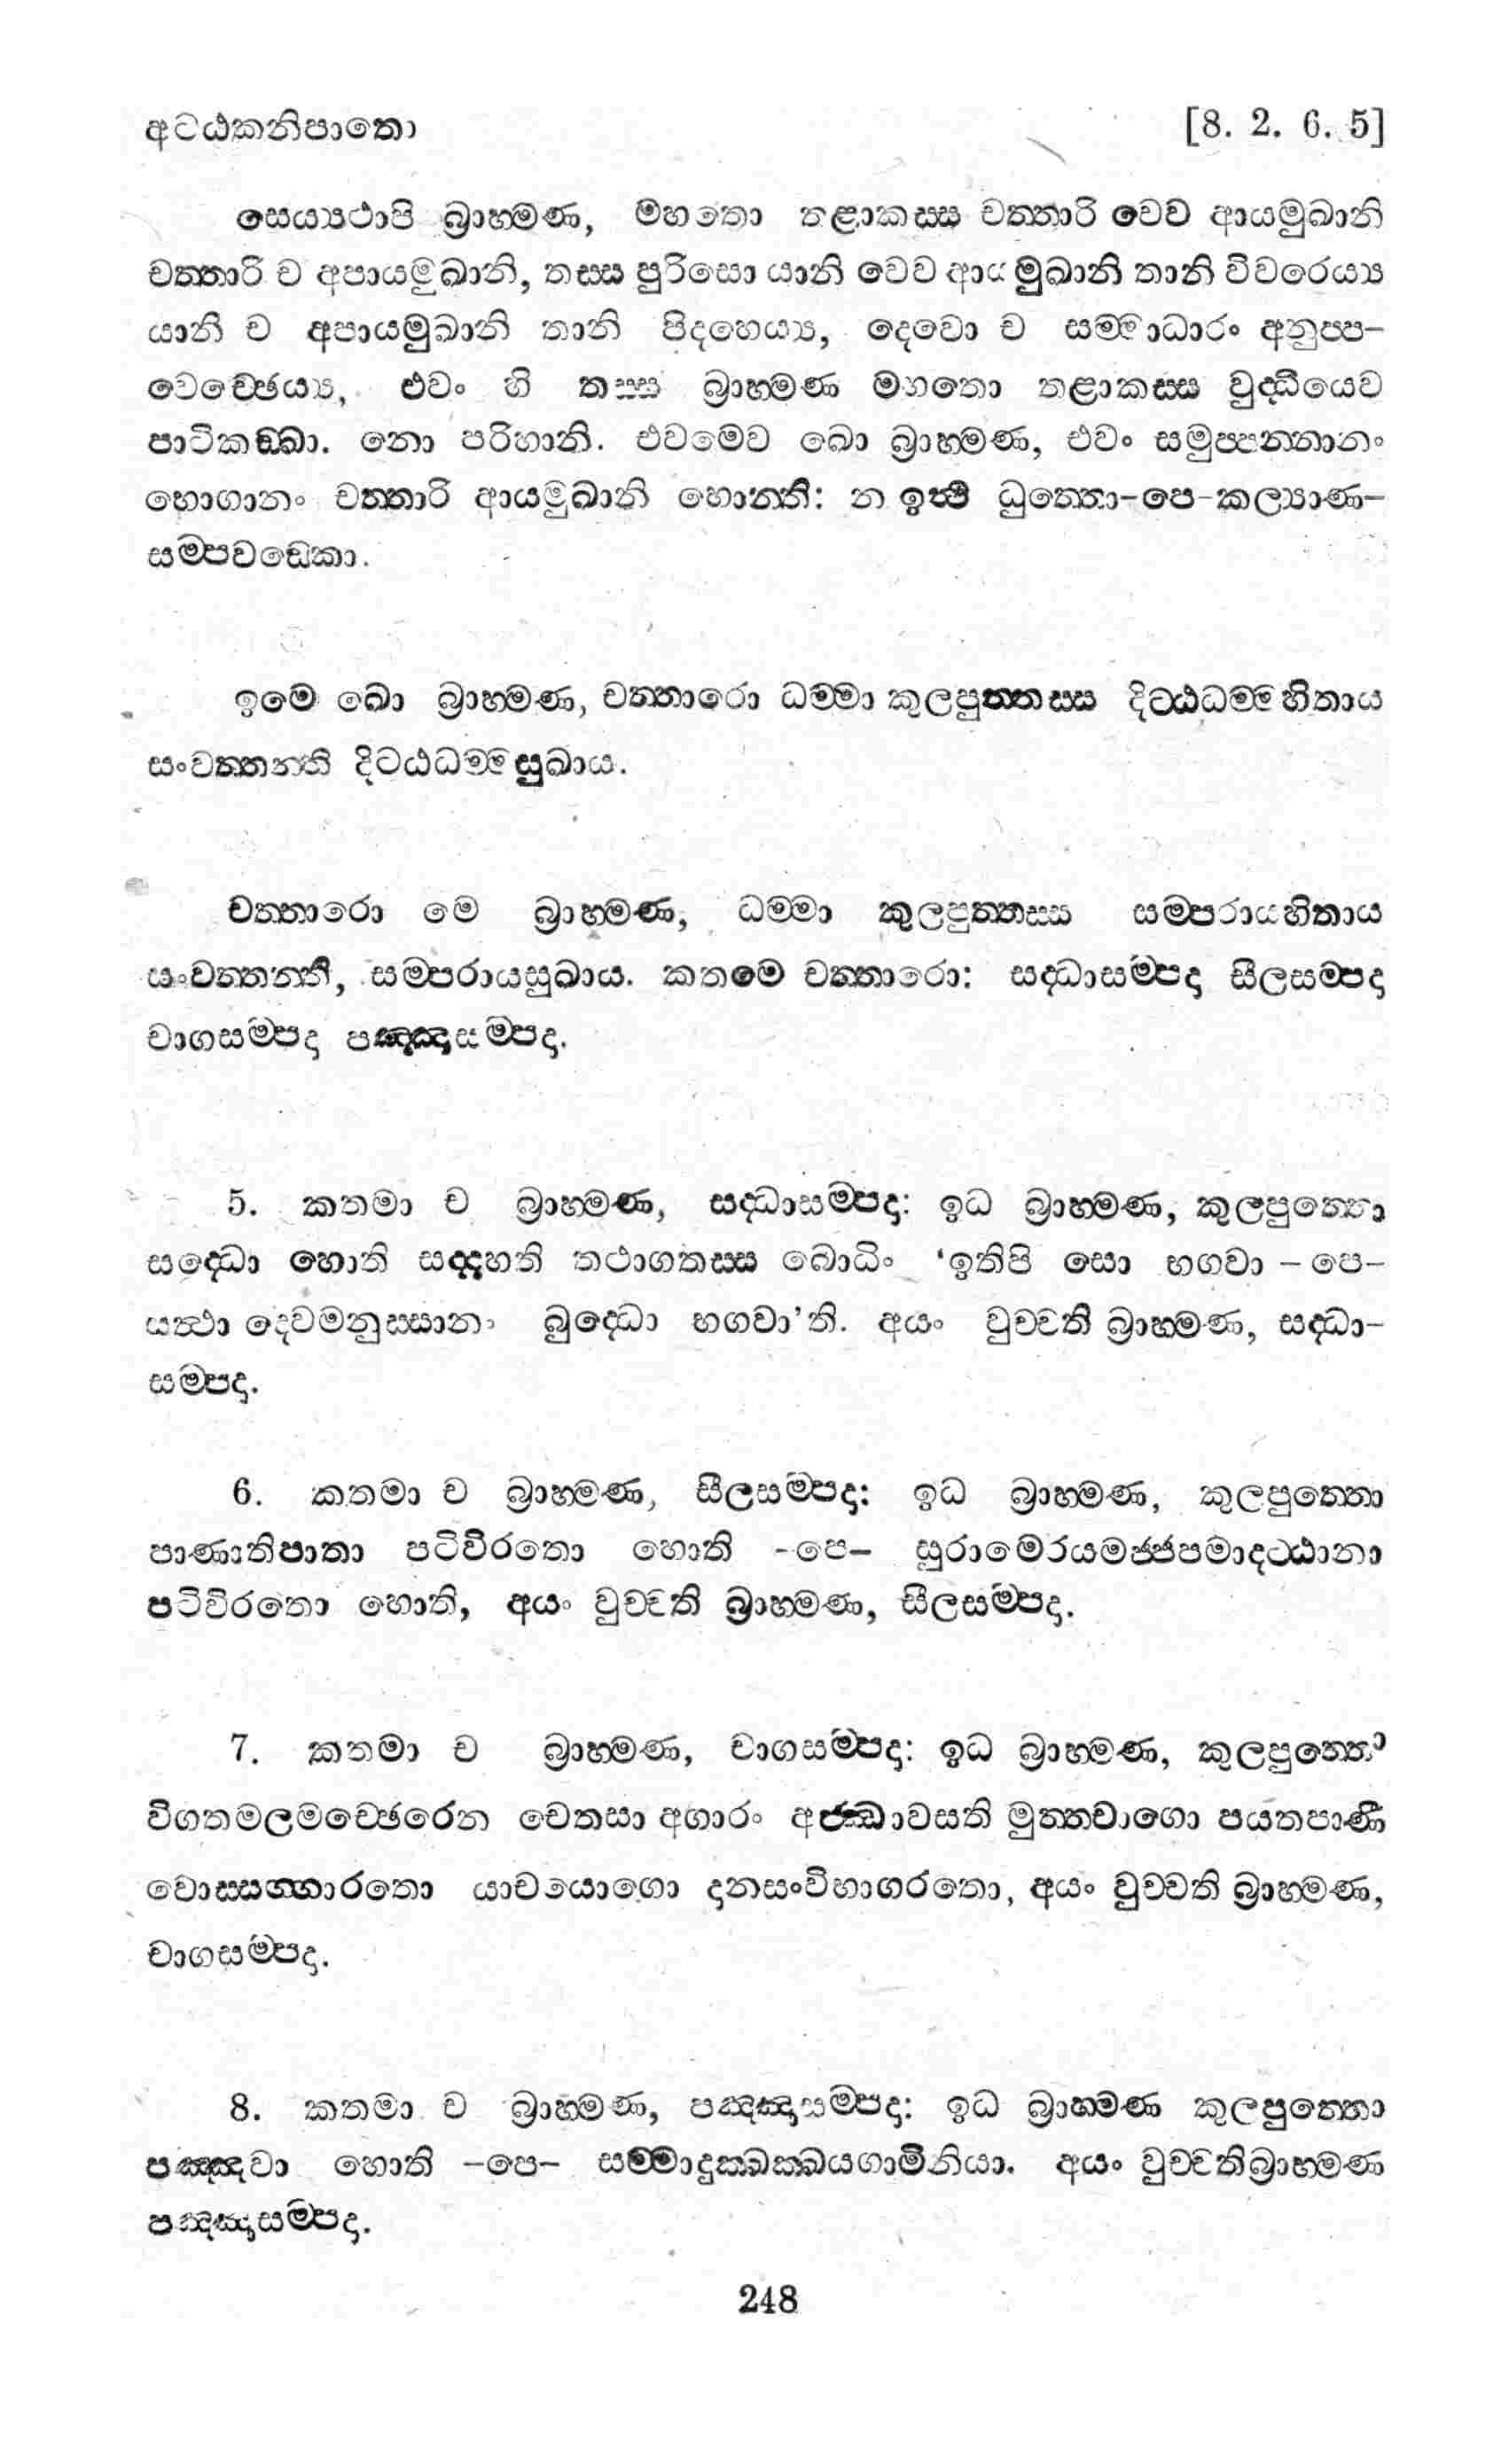 අට්ඨකනිපාතො [8. 2. 6. 5]
සෙය්‍යථාපි බ්‍රාහ්මණ, මහතො තළාකස්ස චත්තාරි චෙව ආයමුඛානි
චත්තාරි ච අපායමුඛානි, තස්ස පුරිසො යානි චෙව ආයමුඛානි තානි විවරෙය්‍ය
යානි ච අපායමුඛානි තානි පිදහෙය්‍ය, දෙවො ච සම්මාධාරං අනුප්ප-
වෙච්ඡෙය්‍ය, එවං හි තස්ස බ්‍රාහ්මණ මහතො තළාකස්ස වුද්ධියෙව
පාටිකඞ්ඛා. නො පරිහානි. එවමෙව ඛො බ්‍රාහ්මණ, එවං සමුප්පන්නානං
භොගානං චත්තාරි ආයමුඛානි හොන්ති: න ඉත්ථි ධුත්තො-පෙ-කල්‍යාණ-
සම්පවඞ්කො.
ඉමෙ ඛො බ්‍රාහ්මණ, චත්තාරො ධම්මා කුලපුත්තස්ස දිට්ඨධම්මහිතාය
සංවත්තන්ති දිට්ඨධම්මසුඛාය.
චත්තාරො මෙ බ්‍රාහ්මණ, ධම්මා කුලපුත්තස්ස සම්පරායහිතාය
සංවත්තන්ති, සම්පරායසුඛාය. කතමෙ චත්තාරො: සද්ධාසම්පදා සීලසම්පදා
චාගසම්පදා පඤ්ඤාසම්පදා.
5. කතමා ච බ්‍රාහ්මණ, සද්ධාසම්පදා: ඉධ බ්‍රාහ්මණ, කුලපුත්තො
සද්ධො හොති සද්දහති තථාගතස්ස බොධිං ‘ඉතිපි සො භගවා – පෙ–
සත්ථා දෙවමනුස්සානං බුද්ධො භගවා’ති. අයං වුච්චති බ්‍රාහ්මණ, සද්ධා-
සම්පදා.
6. කතමා ච බ්‍රාහ්මණ, සීලසම්පදා: ඉධ බ්‍රාහ්මණ, කුලපුත්තො
පාණාතිපාතා පටිවිරතො හොති -පෙ– සුරාමෙරයමජ්ජපමාදට්ඨානා
පටිවිරතො හොති, අයං වුච්චති බ්‍රාහ්මණ, සීලසම්පදා.
7. කතමා ච බ්‍රාහ්මණ, චාගසම්පදා: ඉධ බ්‍රාහ්මණ, කුලපුත්තො
විගතමලමච්ඡෙරෙන චෙතසා අගාරං අජ්ඣාවසති මුත්තචාගො පයතපාණී
වොස්සග්ගාරතො යාචයොගො දානසංවිභාගරතො, අයං වුච්චති බ්‍රාහ්මණ,
චාගසම්පදා.
8. කතමා ච බ්‍රාහ්මණ, පඤ්ඤාසම්පදා: ඉධ බ්‍රාහ්මණ කුලපුත්තො
පඤ්ඤවා හොති –පෙ– සම්මාදුක්ඛක්ඛයගාමිනියා. අයං වුච්චතිබ්‍රාහ්මණ
පඤ්ඤාසම්පදා.
248